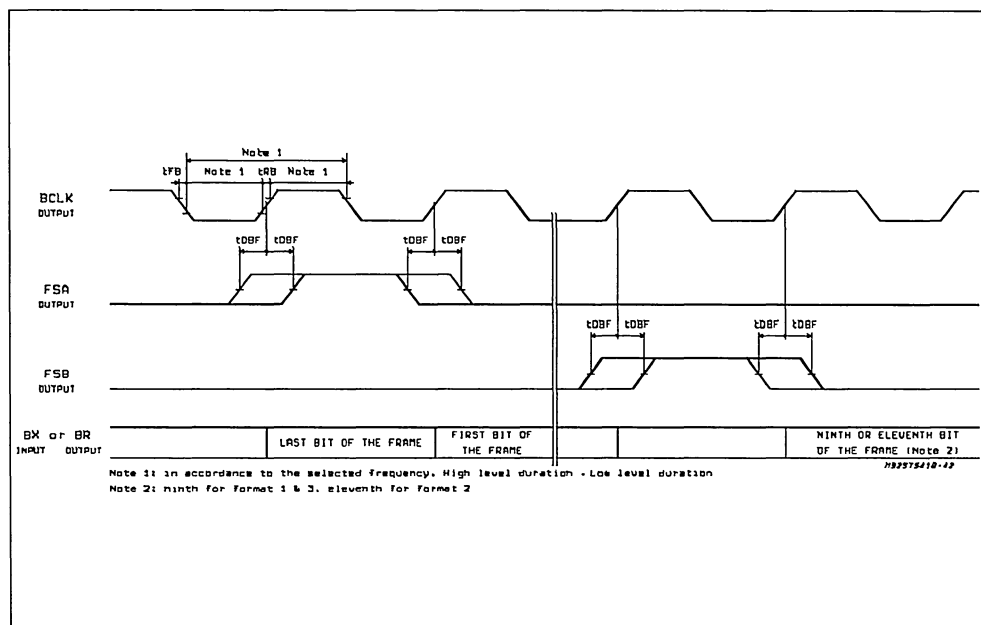 Note 1
tFB Note 1 tRB Note 1
BCLK
OUTPUT
tDBF tDBF tDBF tDBF
FSA
OUTPUT
tDBF tDBF tDBF tDBF
FSB
OUTPUT
BX or BR
INPUT OUTPUT
LAST BIT OF THE FRAME
FIRST BIT OF
THE FRAME
NINTH OR ELEVENTH BIT
OF THE FRAME (Note 2)
Note 1: in accordance to the selected frequency. High level duration - Low level duration
Note 2: ninth for format 1 & 3. eleventh for format 2